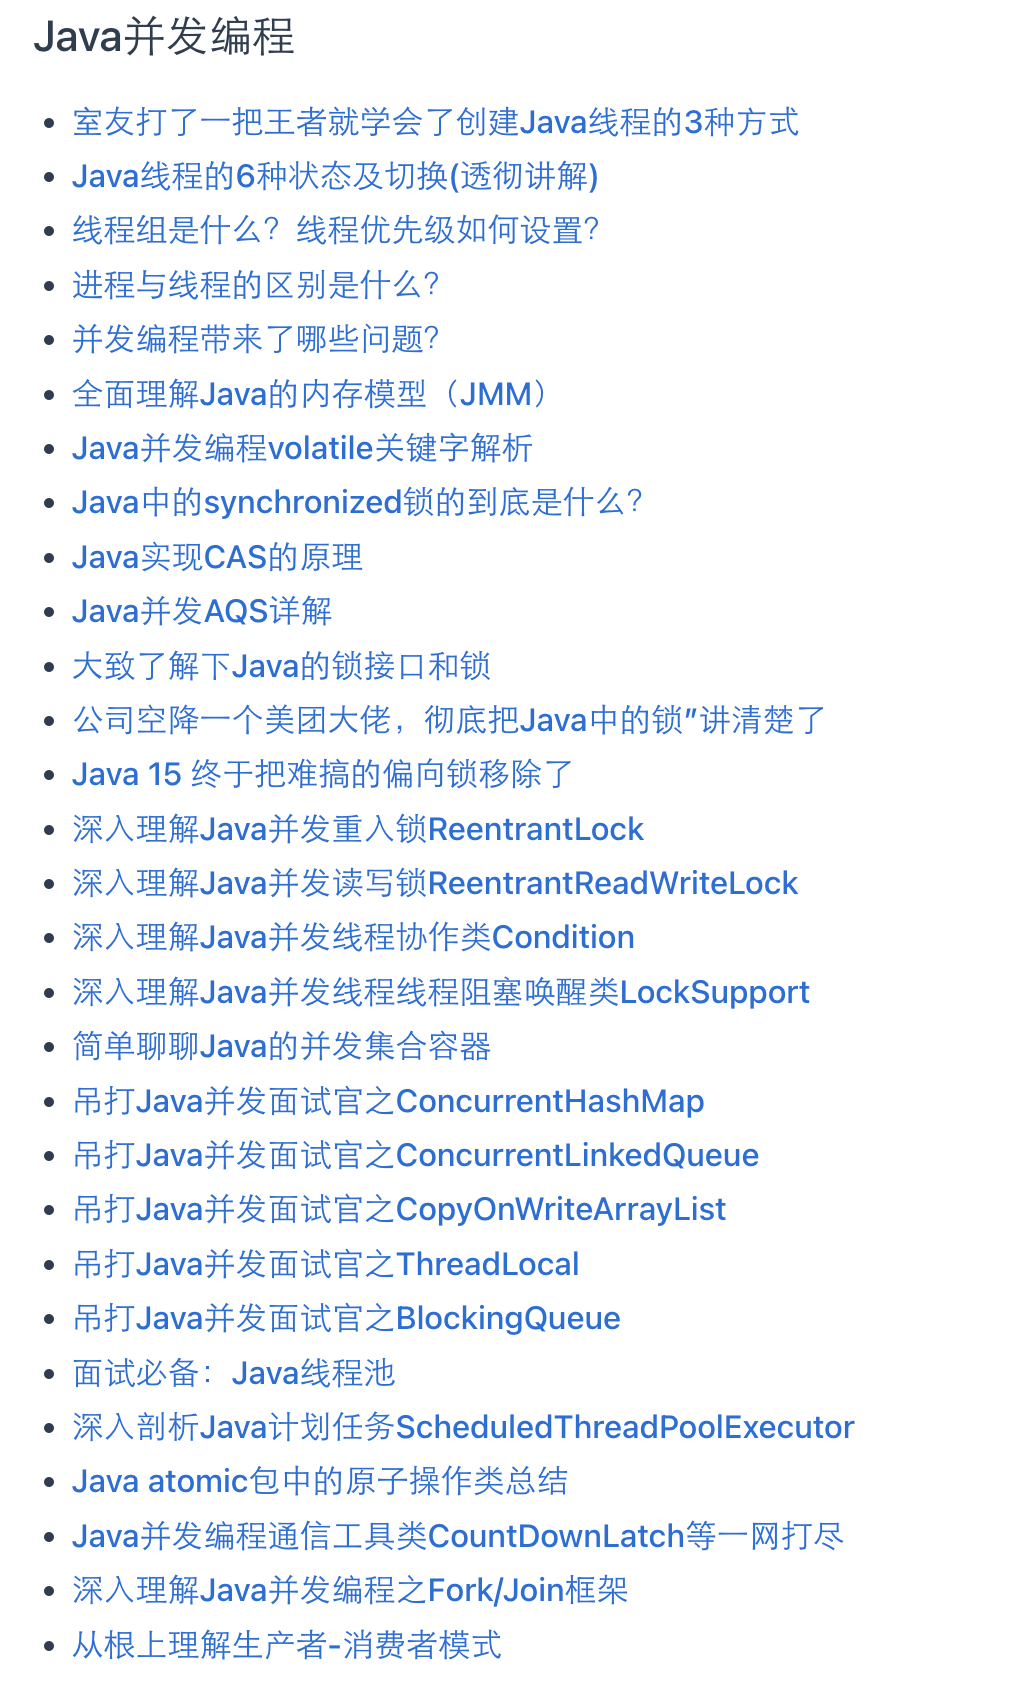 Java并发编程
室友打了一把王者就学会了创建Java线程的3种方式
Java线程的6种状态及切换(透彻讲解)
线程组是什么？线程优先级如何设置？
进程与线程的区别是什么？
并发编程带来了哪些问题？
全面理解Java的内存模型（JMM）
Java并发编程volatile关键字解析
Java中的synchronized锁的到底是什么？
Java实现CAS的原理
Java并发AQS详解
大致了解下Java的锁接口和锁
公司空降一个美团大佬，彻底把Java中的锁”讲清楚了
Java 15 终于把难搞的偏向锁移除了
深入理解Java并发重入锁ReentrantLock
深入理解Java并发读写锁ReentrantReadWriteLock
深入理解Java并发线程协作类Condition
深入理解Java并发线程线程阻塞唤醒类LockSupport
简单聊聊Java的并发集合容器
吊打Java并发面试官之ConcurrentHashMap
吊打Java并发面试官之ConcurrentLinkedQueue
吊打Java并发面试官之CopyOnWriteArrayList
吊打Java并发面试官之ThreadLocal
吊打Java并发面试官之BlockingQueue
面试必备：Java线程池
深入剖析Java计划任务ScheduledThreadPoolExecutor
Java atomic包中的原子操作类总结
Java并发编程通信工具类CountDownLatch等一网打尽
深入理解Java并发编程之Fork/Join框架
从根上理解生产者-消费者模式